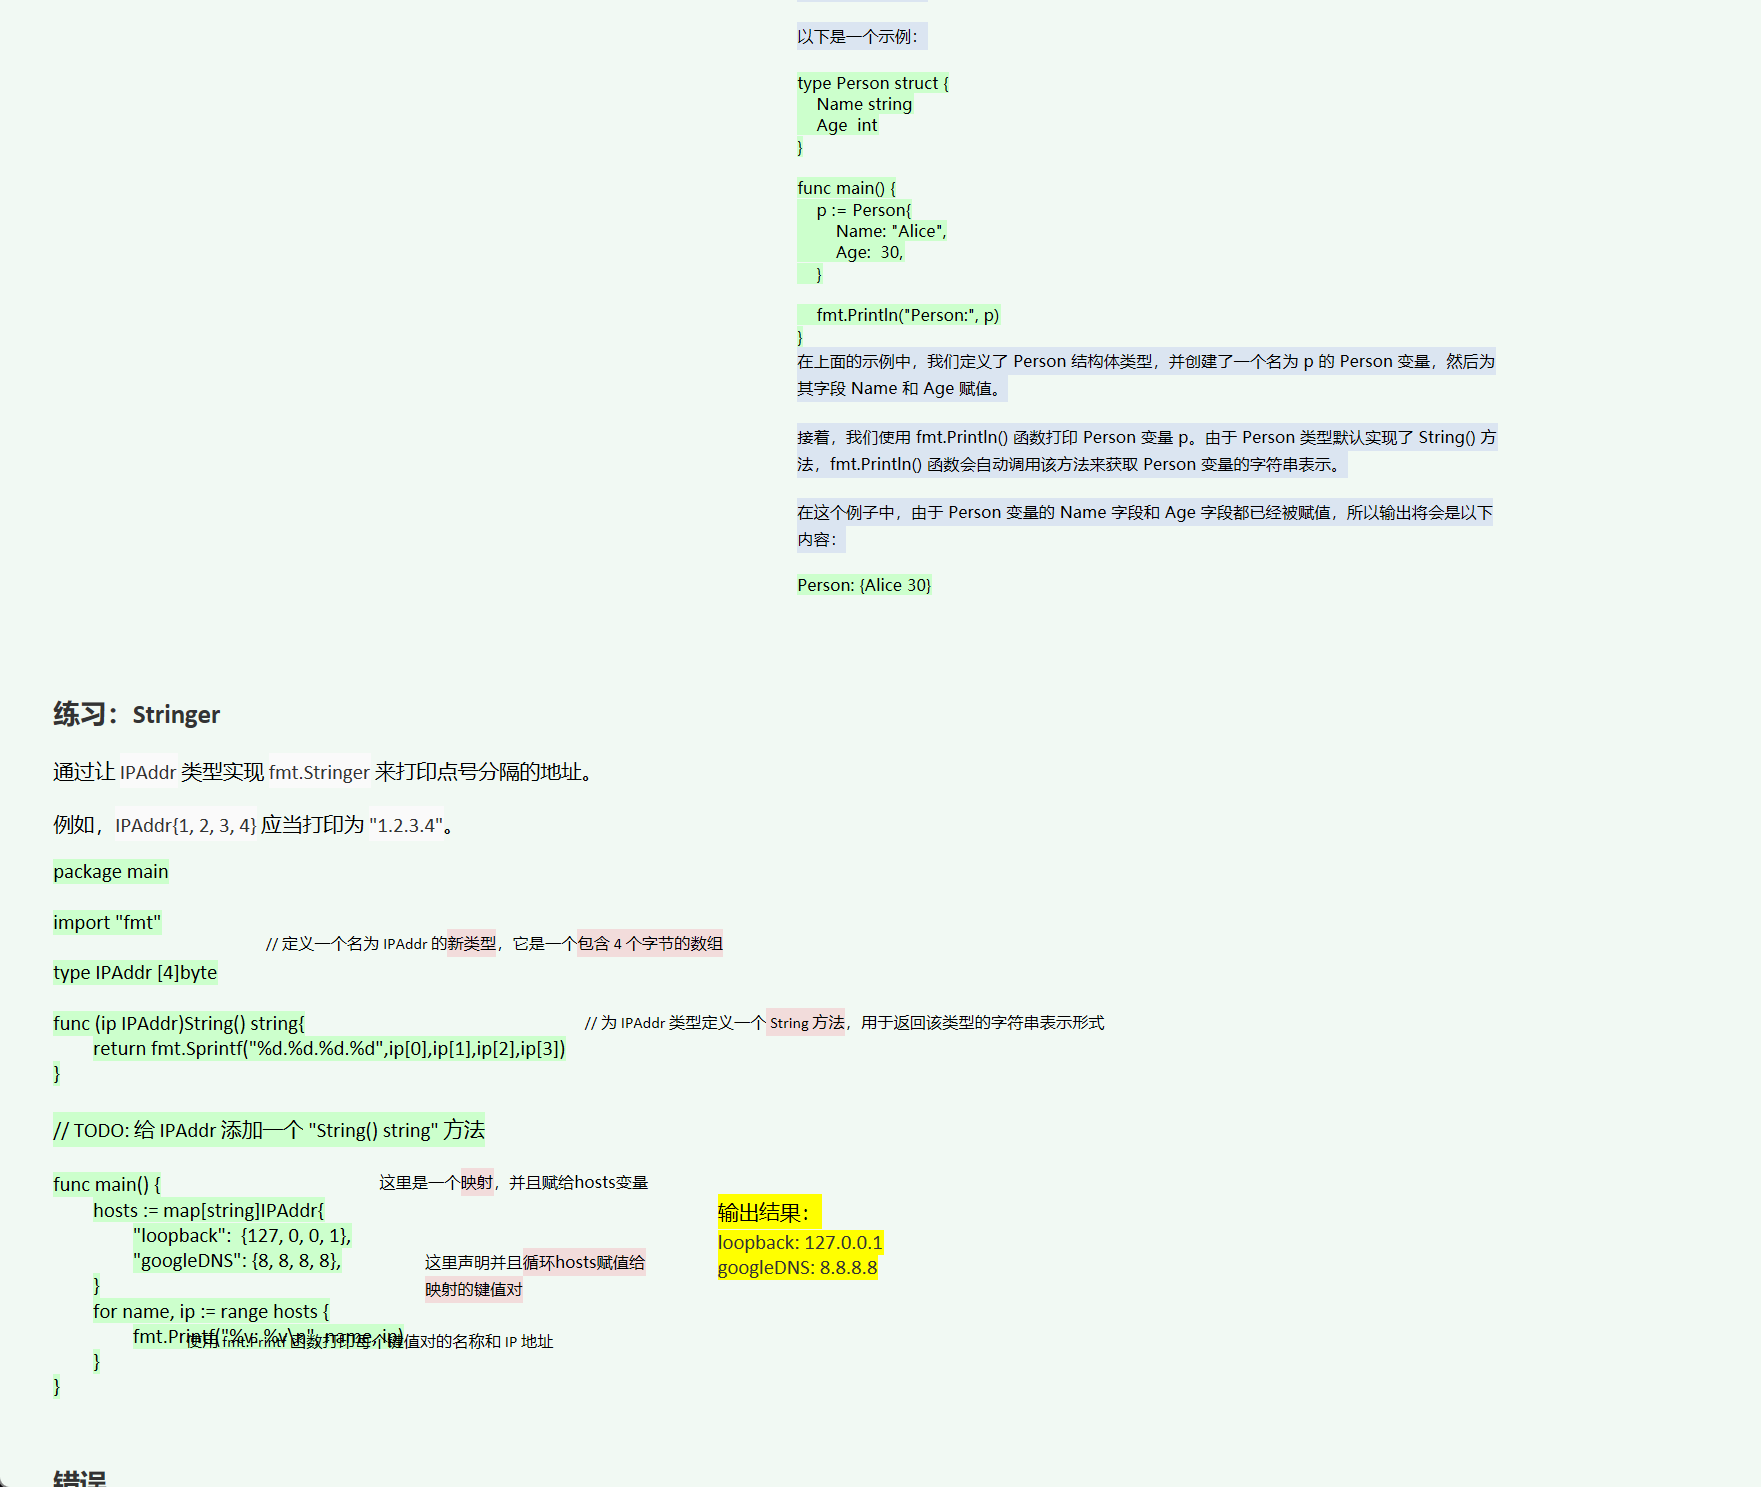 以下是一个示例：
type Person struct {
    Name string
    Age  int
}
func main() {
    p := Person{
        Name: "Alice",
        Age:  30,
    }
    fmt.Println("Person:", p)
}
在上面的示例中，我们定义了 Person 结构体类型，并创建了一个名为 p 的 Person 变量，然后为
其字段 Name 和 Age 赋值。
接着，我们使用 fmt.Println() 函数打印 Person 变量 p。由于 Person 类型默认实现了 String() 方
法，fmt.Println() 函数会自动调用该方法来获取 Person 变量的字符串表示。
在这个例子中，由于 Person 变量的 Name 字段和 Age 字段都已经被赋值，所以输出将会是以下
内容：
Person: {Alice 30}
练习：Stringer
通过让 IPAddr 类型实现 fmt.Stringer 来打印点号分隔的地址。
例如，IPAddr{1, 2, 3, 4} 应当打印为 "1.2.3.4"。
package main
import "fmt"
// 定义一个名为 IPAddr 的新类型，它是一个包含 4 个字节的数组
type IPAddr [4]byte
func (ip IPAddr)String() string{
// 为 IPAddr 类型定义一个 String 方法，用于返回该类型的字符串表示形式
        return fmt.Sprintf("%d.%d.%d.%d",ip[0],ip[1],ip[2],ip[3])
}
// TODO: 给 IPAddr 添加一个 "String() string" 方法
func main() {
这里是一个映射，并且赋给hosts变量
        hosts := map[string]IPAddr{
                "loopback":  {127, 0, 0, 1},
                "googleDNS": {8, 8, 8, 8},
        }
这里声明并且循环hosts赋值给
映射的键值对
        for name, ip := range hosts {
                fmt.Printf("%v: %v\n", name, ip)
使用 fmt.Printf 函数打印每个键值对的名称和 IP 地址
        }
}
输出结果：
loopback: 127.0.0.1
googleDNS: 8.8.8.8
错误